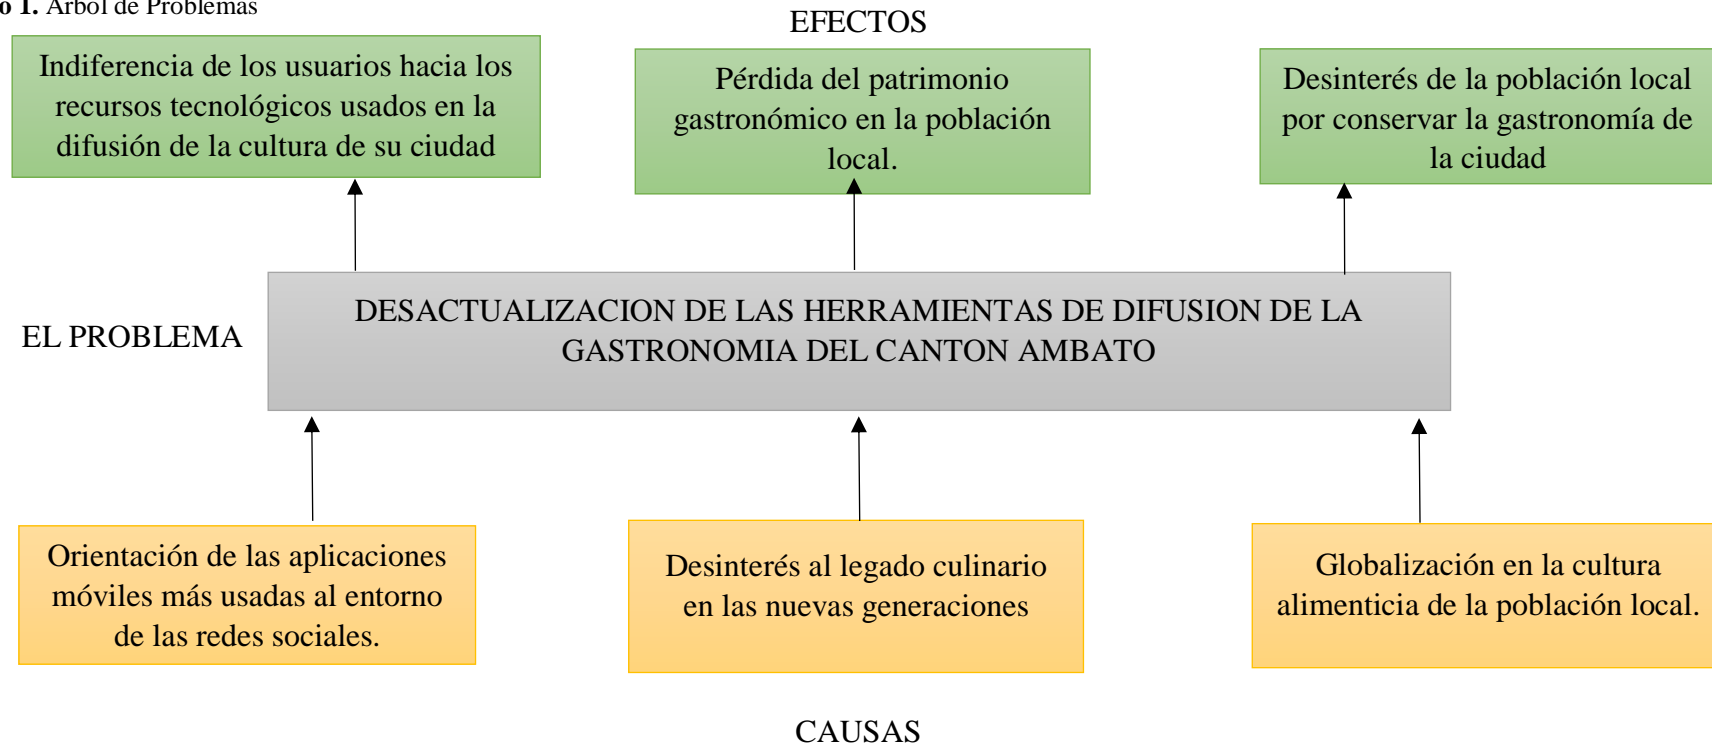 o 1. Árbol de Problemas
EFECTOS
Indiferencia de los usuarios hacia los
recursos tecnológicos usados en la
difusión de la cultura de su ciudad
Pérdida del patrimonio
gastronómico en la población
local.
Desinterés de la población local
por conservar la gastronomía de
la ciudad
EL PROBLEMA
DESACTUALIZACION DE LAS HERRAMIENTAS DE DIFUSION DE LA
GASTRONOMIA DEL CANTON AMBATO
Orientación de las aplicaciones
móviles más usadas al entorno
de las redes sociales.
Desinterés al legado culinario
en las nuevas generaciones
Globalización en la cultura
alimenticia de la población local.
CAUSAS